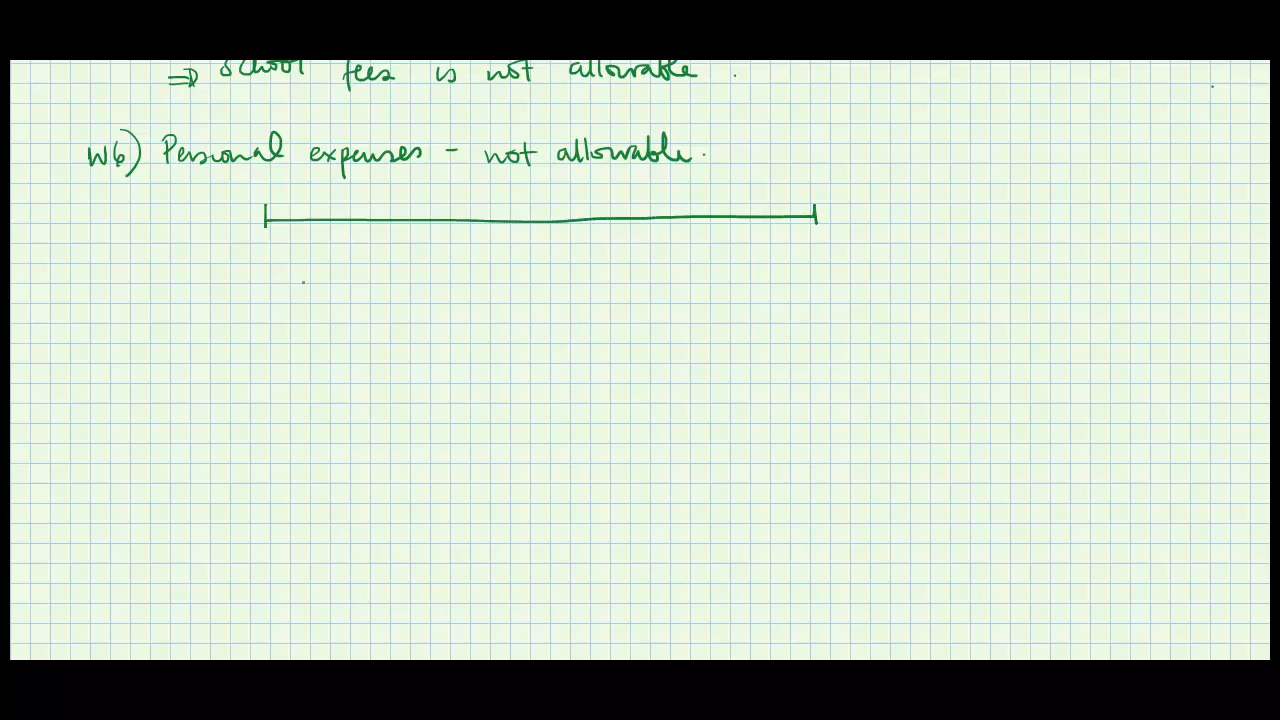 ⇒ School fees is not allowable.
W6) Personal expenses - not allowable.